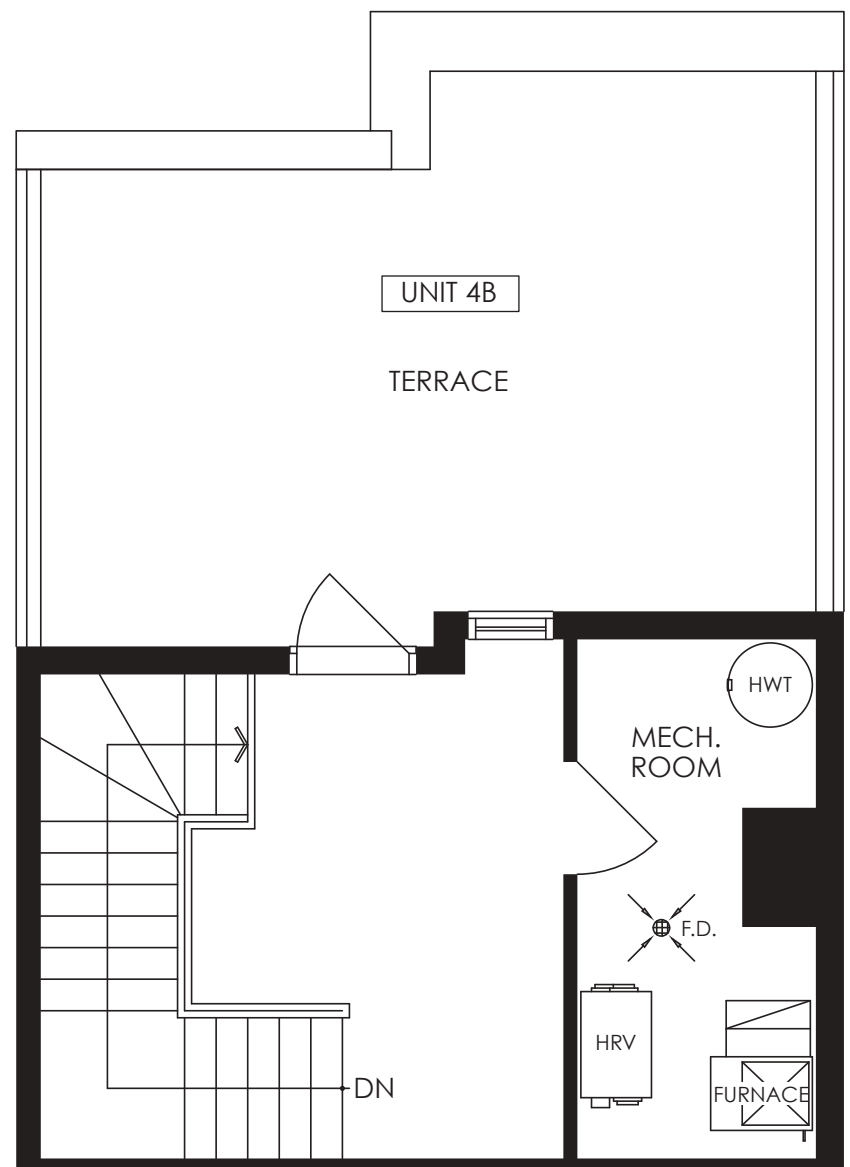 UNIT 4B
TERRACE
HWT
MECH.
ROOM
F.D.
HRV
FURNACE
DN